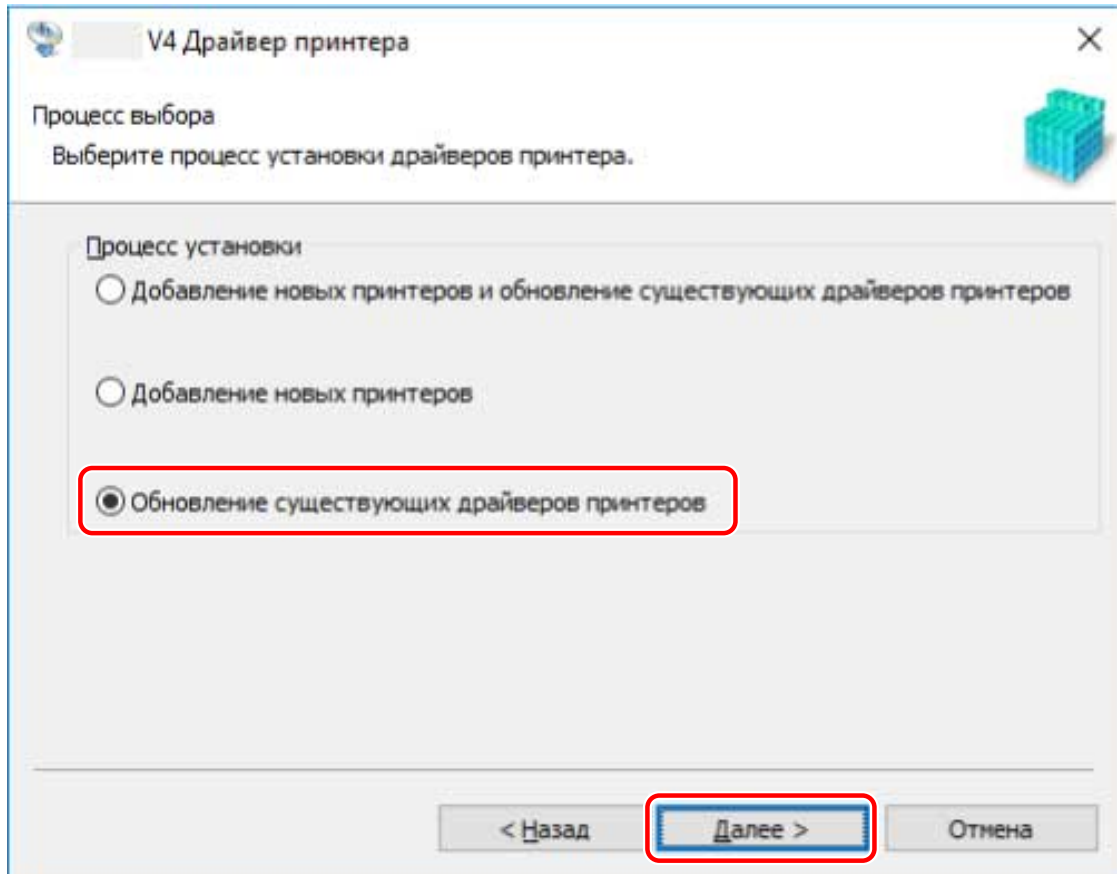 V4 Драйвер принтера
Процесс выбора
Выберите процесс установки драйверов принтера.
Процесс установки
Добавление новых принтеров и обновление существующих драйверов принтеров
Добавление новых принтеров
Обновление существующих драйверов принтеров
< Назад Далее > Отмена